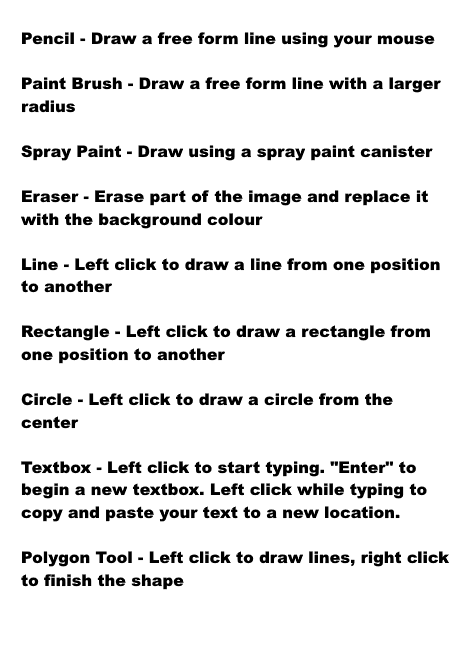 Pencil - Draw a free form line using your mouse
Paint Brush - Draw a free form line with a larger
radius
Spray Paint - Draw using a spray paint canister
Eraser - Erase part of the image and replace it
with the background colour
Line - Left click to draw a line from one position
to another
Rectangle - Left click to draw a rectangle from
one position to another
Circle - Left click to draw a circle from the
center
Textbox - Left click to start typing. "Enter" to
begin a new textbox. Left click while typing to
copy and paste your text to a new location.
Polygon Tool - Left click to draw lines, right click
to finish the shape